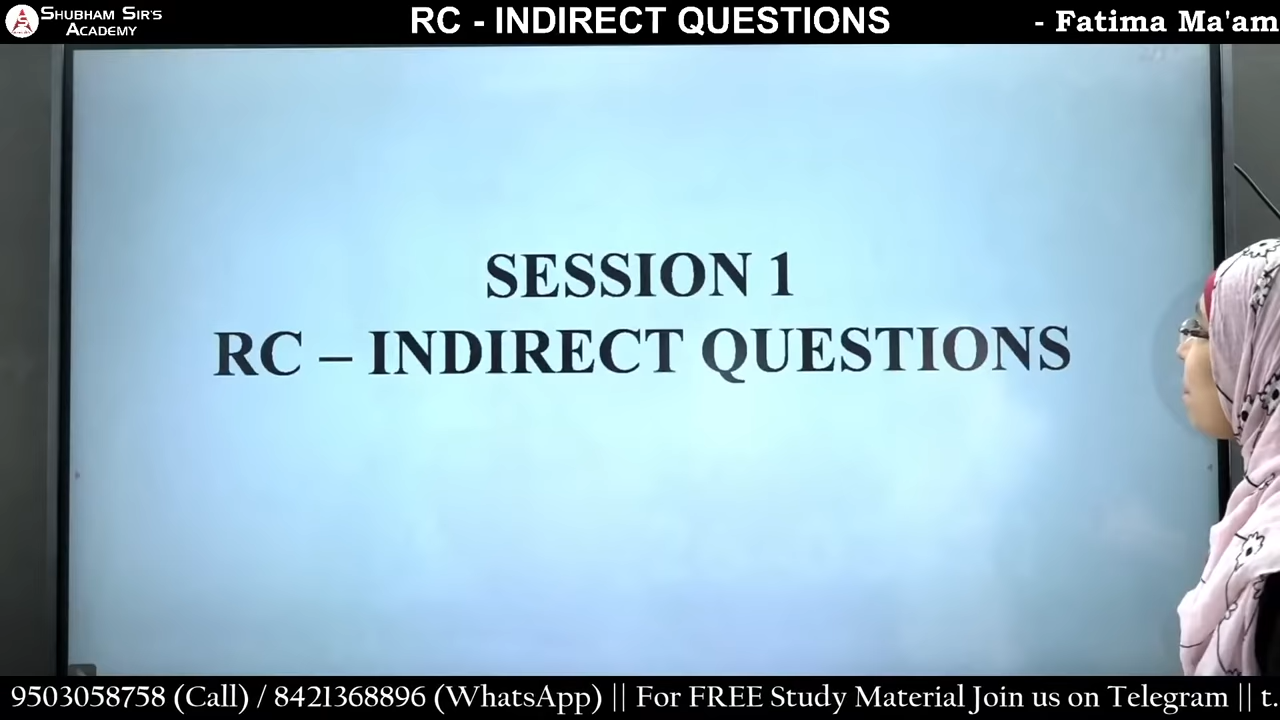 SHUBHAM SIR'S
ACADEMY
RC - INDIRECT QUESTIONS
- Fatima Ma'am
SESSION 1
RC – INDIRECT QUESTIONS
9503058758 (Call) / 8421368896 (WhatsApp) || For FREE Study Material Join us on Telegram || t.